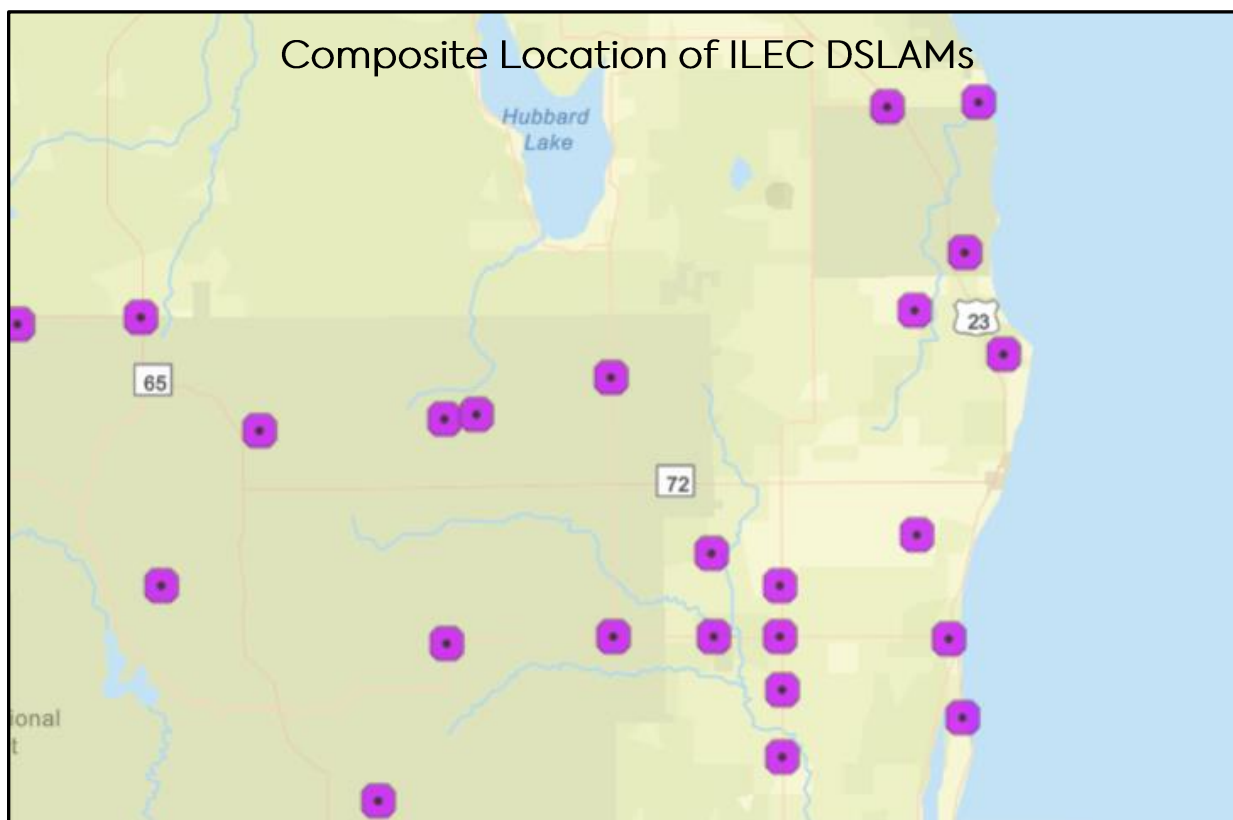 Composite Location of ILEC DSLAMs
Hubbard
Lake
23
65
72
ional
t